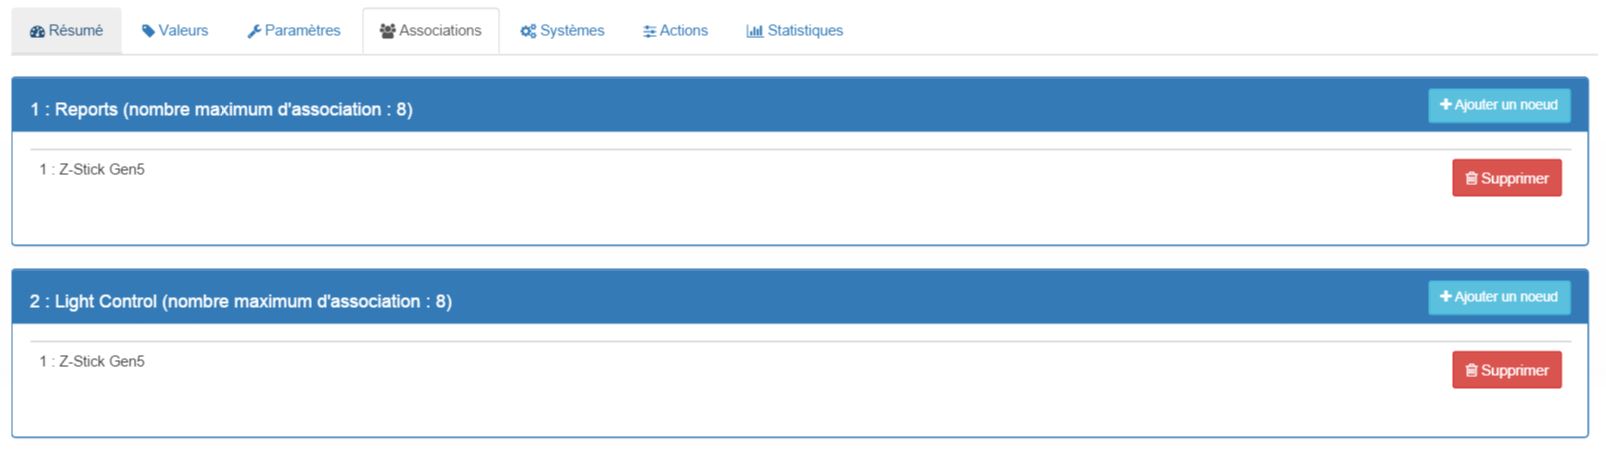 Résumé Valeurs Paramètres Associations Systèmes Actions Statistiques
1 : Reports (nombre maximum d'association : 8) Ajouter un noeud
1 : Z-Stick Gen5 Supprimer
2 : Light Control (nombre maximum d'association : 8) Ajouter un noeud
1 : Z-Stick Gen5 Supprimer